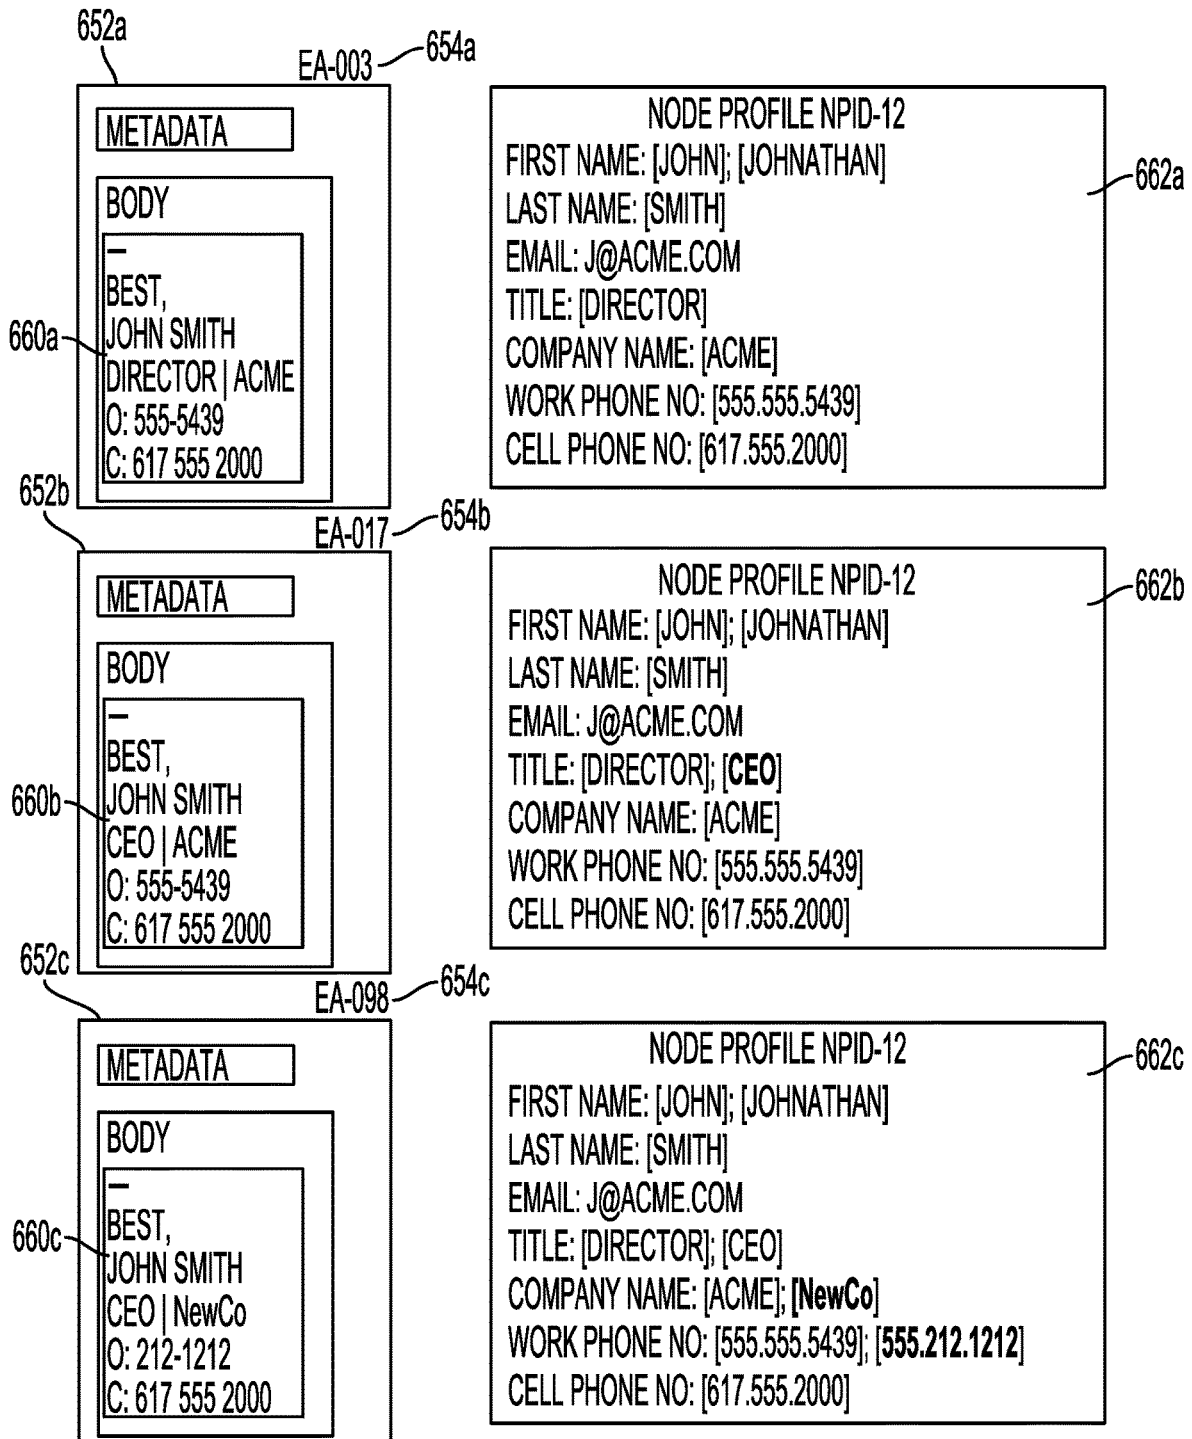 652a
EA-003
654a
METADATA
BODY
—
BEST,
JOHN SMITH
DIRECTOR | ACME
O: 555-5439
C: 617 555 2000
660a
NODE PROFILE NPID-12
FIRST NAME: [JOHN]; [JOHNATHAN]
LAST NAME: [SMITH]
EMAIL: J@ACME.COM
TITLE: [DIRECTOR]
COMPANY NAME: [ACME]
WORK PHONE NO: [555.555.5439]
CELL PHONE NO: [617.555.2000]
662a
652b
EA-017
654b
METADATA
BODY
—
BEST,
JOHN SMITH
CEO | ACME
O: 555-5439
C: 617 555 2000
660b
NODE PROFILE NPID-12
FIRST NAME: [JOHN]; [JOHNATHAN]
LAST NAME: [SMITH]
EMAIL: J@ACME.COM
TITLE: [DIRECTOR]; [CEO]
COMPANY NAME: [ACME]
WORK PHONE NO: [555.555.5439]
CELL PHONE NO: [617.555.2000]
662b
652c
EA-098
654c
METADATA
BODY
—
BEST,
JOHN SMITH
CEO | NewCo
O: 212-1212
C: 617 555 2000
660c
NODE PROFILE NPID-12
FIRST NAME: [JOHN]; [JOHNATHAN]
LAST NAME: [SMITH]
EMAIL: J@ACME.COM
TITLE: [DIRECTOR]; [CEO]
COMPANY NAME: [ACME]; [NewCo]
WORK PHONE NO: [555.555.5439]; [555.212.1212]
CELL PHONE NO: [617.555.2000]
662c